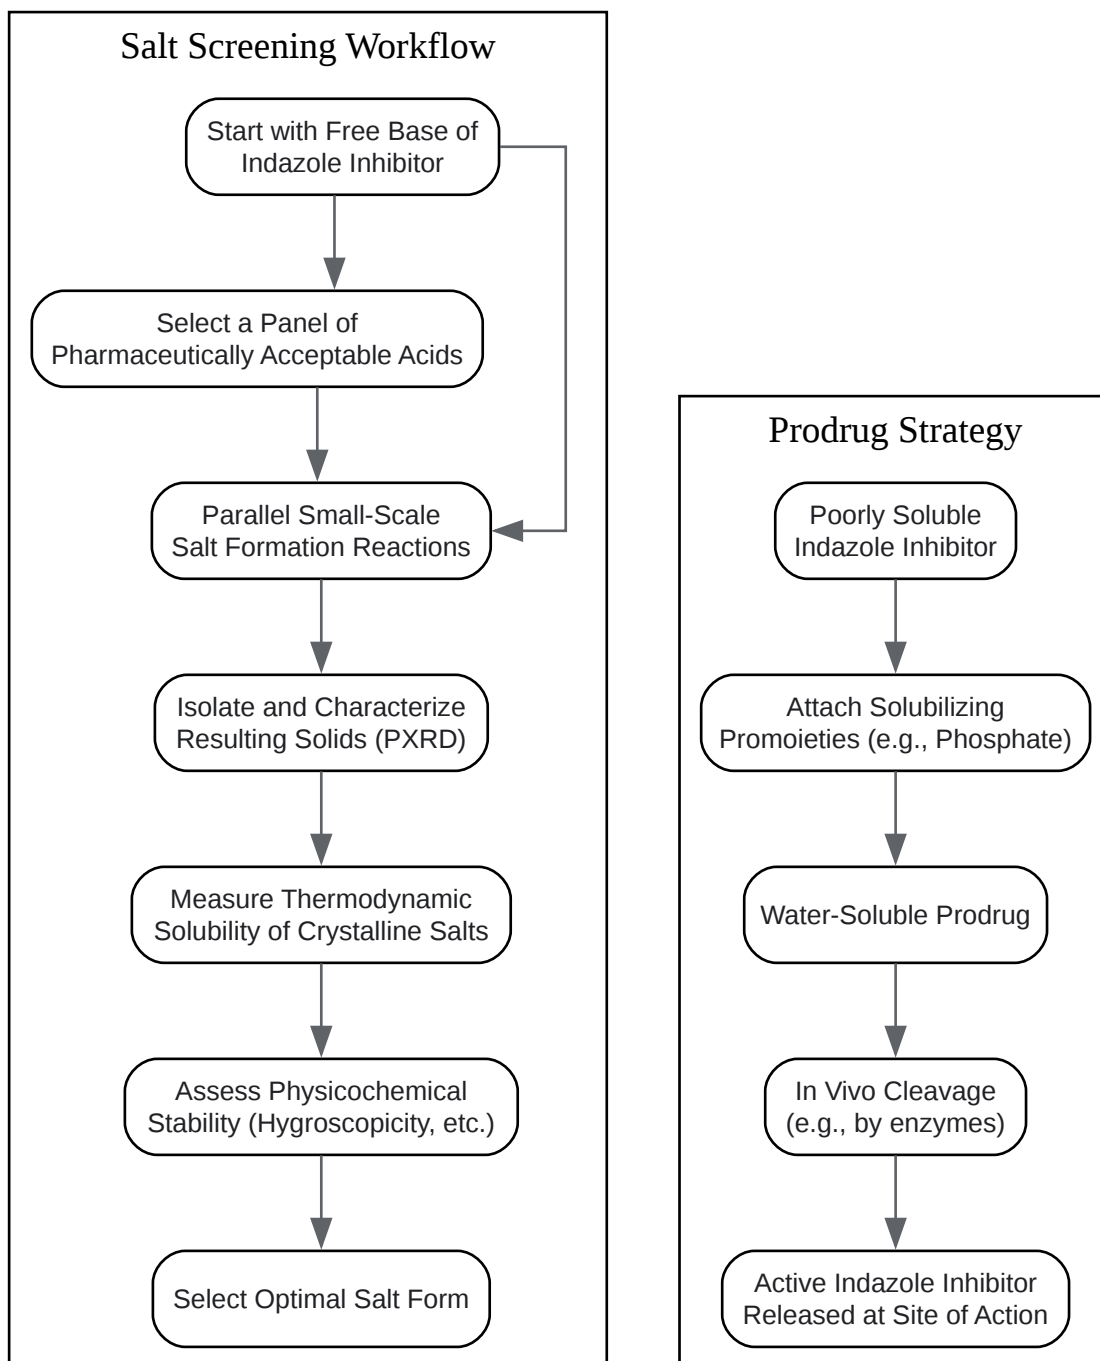 Salt Screening Workflow
Start with Free Base of
Indazole Inhibitor
Select a Panel of
Pharmaceutically Acceptable Acids
Parallel Small-Scale
Salt Formation Reactions
Isolate and Characterize
Resulting Solids (PXRD)
Measure Thermodynamic
Solubility of Crystalline Salts
Assess Physicochemical
Stability (Hygroscopicity, etc.)
Select Optimal Salt Form
Prodrug Strategy
Poorly Soluble
Indazole Inhibitor
Attach Solubilizing
Promoieties (e.g., Phosphate)
Water-Soluble Prodrug
In Vivo Cleavage
(e.g., by enzymes)
Active Indazole Inhibitor
Released at Site of Action